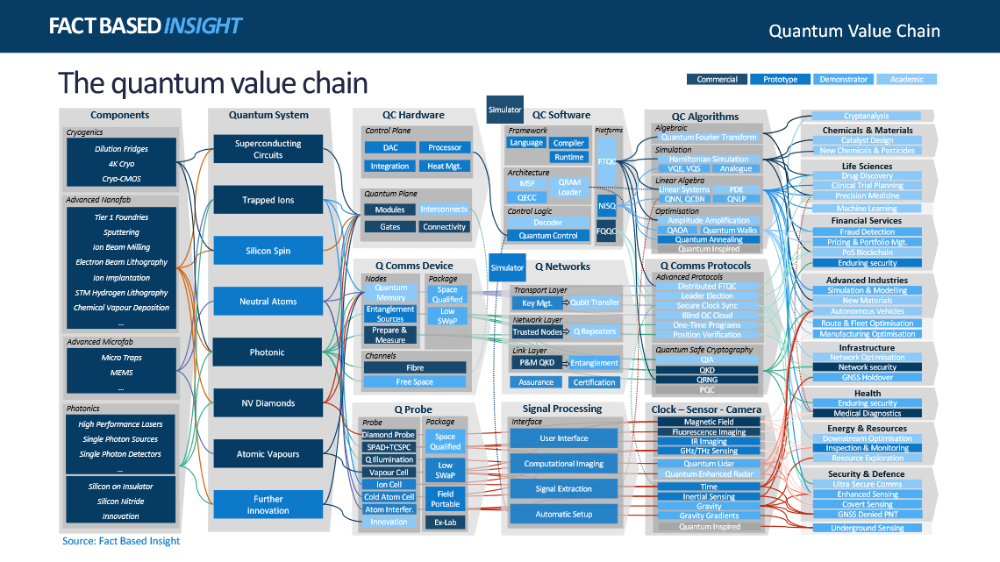 FACT BASED INSIGHT
Quantum Value Chain
The quantum value chain
Commercial
Prototype
Demonstrator
Academic
Components
Cryogenics
Dilution Fridges
4K Cryo
Cryo-CMOS
Advanced Nanofab
Tier 1 Foundries
Sputtering
Ion Beam Milling
Electron Beam Lithography
Ion Implantation
STM Hydrogen Lithography
Chemical Vapour Deposition
...
Advanced Microfab
Micro Traps
MEMS
...
Photonics
High Performance Lasers
Single Photon Sources
Single Photon Detectors
...
Silicon on Insulator
Silicon Nitride
Innovation
Quantum System
Superconducting
Circuits
Trapped Ions
Silicon Spin
Neutral Atoms
Photonic
NV Diamonds
Atomic Vapours
Further
innovation
QC Hardware
Control Plane
DAC
Processor
Integration
Heat Mgt.
Quantum Plane
Modules
Interconnects
Gates
Connectivity
Q Comms Device
Nodes
Package
Quantum
Memory
Space
Qualified
Entanglement
Sources
Low
SWaP
Prepare &
Measure
Channels
Fibre
Free Space
Q Probe
Probe
Package
Diamond Probe
SPAD+TCSPC
Q Illumination
Vapour Cell
Ion Cell
Cold Atom Cell
Atom Interfer.
Innovation
Space
Qualified
Low
SWaP
Field
Portable
Ex-Lab
Simulator
QC Software
Framework
Platforms
Language
Compiler
Runtime
FTQC
Architecture
MSF
QRAM
Loader
QECC
NISQ
Control Logic
Decoder
Quantum Control
FQQC
Simulator
Q Networks
Transport Layer
Key Mgt.
Qubit Transfer
Network Layer
Trusted Nodes
Q Repeaters
Link Layer
P&M QKD
Entanglement
Assurance
Certification
Signal Processing
Interface
User Interface
Computational Imaging
Signal Extraction
Automatic Setup
QC Algorithms
Algebraic
Quantum Fourier Transform
Simulation
Hamiltonian Simulation
VQE, VQS
Analogue
Linear Algebra
Linear Systems
PDE
QNN, QCBN
QNLP
Optimisation
Amplitude Amplification
QAOA
Quantum Walks
Quantum Annealing
Quantum Inspired
Q Comms Protocols
Advanced Protocols
Distributed FTQC
Leader Election
Secure Clock Sync
Blind QC Cloud
One-Time Programs
Position Verification
Quantum Safe Cryptography
QIA
QKD
QRNG
PQC
Clock – Sensor - Camera
Magnetic Field
Fluorescence Imaging
IR Imaging
GHz/THz Sensing
Quantum Lidar
Quantum Enhanced Radar
Time
Inertial Sensing
Gravity
Gravity Gradients
Quantum Inspired
Cryptanalysis
Chemicals & Materials
Catalyst Design
New Chemicals & Pesticides
Life Sciences
Drug Discovery
Clinical Trial Planning
Precision Medicine
Machine Learning
Financial Services
Fraud Detection
Pricing & Portfolio Mgt.
PoS Blockchain
Enduring security
Advanced Industries
Simulation & Modelling
New Materials
Autonomous Vehicles
Route & Fleet Optimisation
Manufacturing Optimisation
Infrastructure
Network Optimisation
Network security
GNSS Holdover
Health
Enduring security
Medical Diagnostics
Energy & Resources
Downstream Optimisation
Inspection & Monitoring
Resource Exploration
Security & Defence
Ultra Secure Comms
Enhanced Sensing
Covert Sensing
GNSS Denied PNT
Underground Sensing
Source: Fact Based Insight